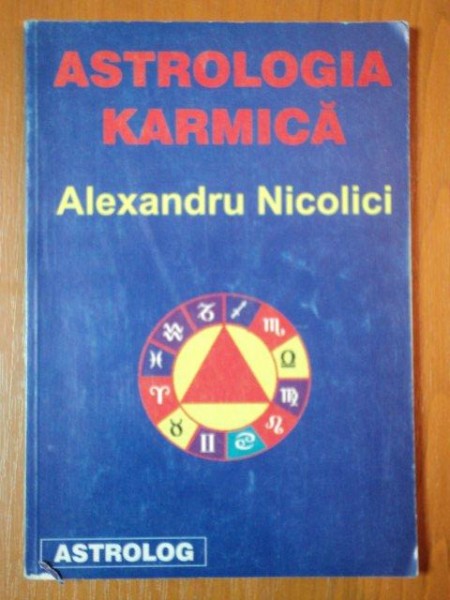 ASTROLOGIA
KARMICĂ
Alexandru Nicolici
ASTROLOG